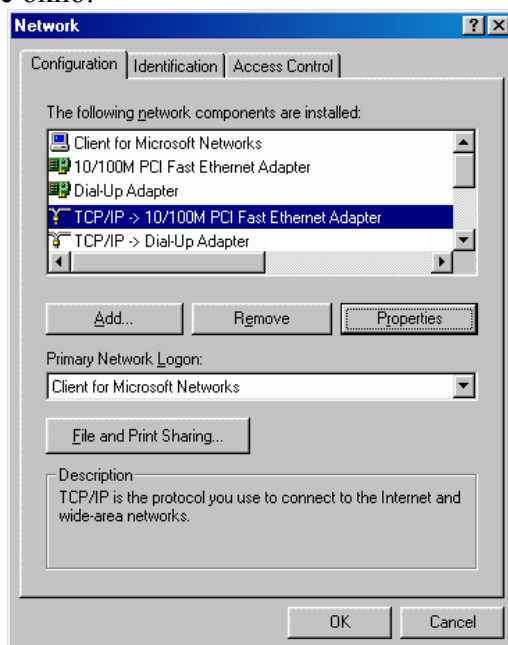 окно:
Network
Configuration Identification Access Control
The following network components are installed:
Client for Microsoft Networks
10/100M PCI Fast Ethernet Adapter
Dial-Up Adapter
TCP/IP -> 10/100M PCI Fast Ethernet Adapter
TCP/IP -> Dial-Up Adapter
Add... Remove Properties
Primary Network Logon:
Client for Microsoft Networks
File and Print Sharing...
Description
TCP/IP is the protocol you use to connect to the Internet and
wide-area networks.
OK Cancel